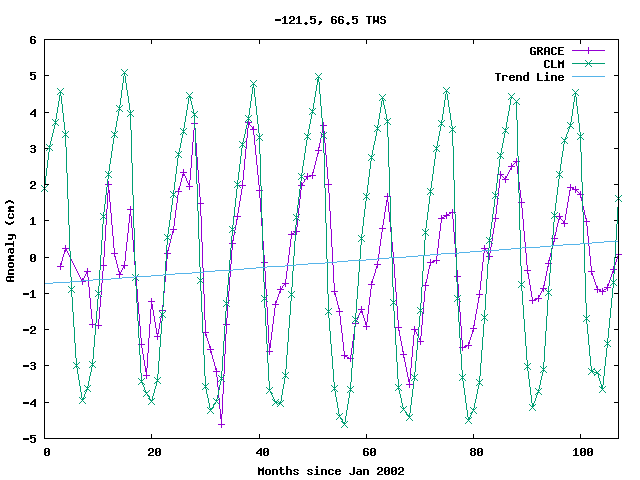 -121.5, 66.5 TWS
GRACE
CLM
Trend Line
6
5
4
3
2
1
0
-1
-2
-3
-4
-5
Anomaly (cm)
0 20 40 60 80 100
Months since Jan 2002